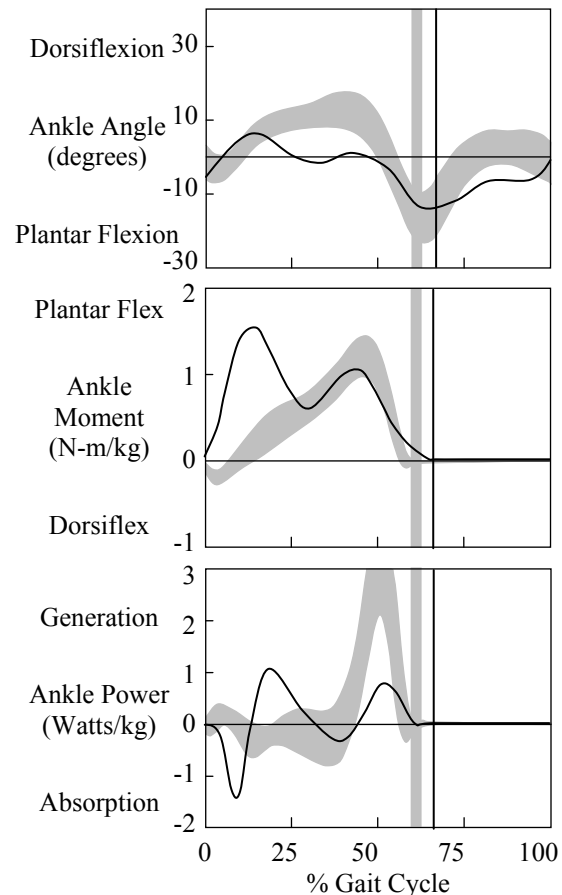 Dorsiflexion
40
10
Ankle Angle
(degrees)
-10
Plantar Flexion
-30
2
Plantar Flex
1
Ankle
Moment
(N-m/kg)
0
Dorsiflex
-1
3
Generation
2
1
Ankle Power
0
(Watts/kg)
-1
Absorption
-2
0 25 50 75 100
% Gait Cycle